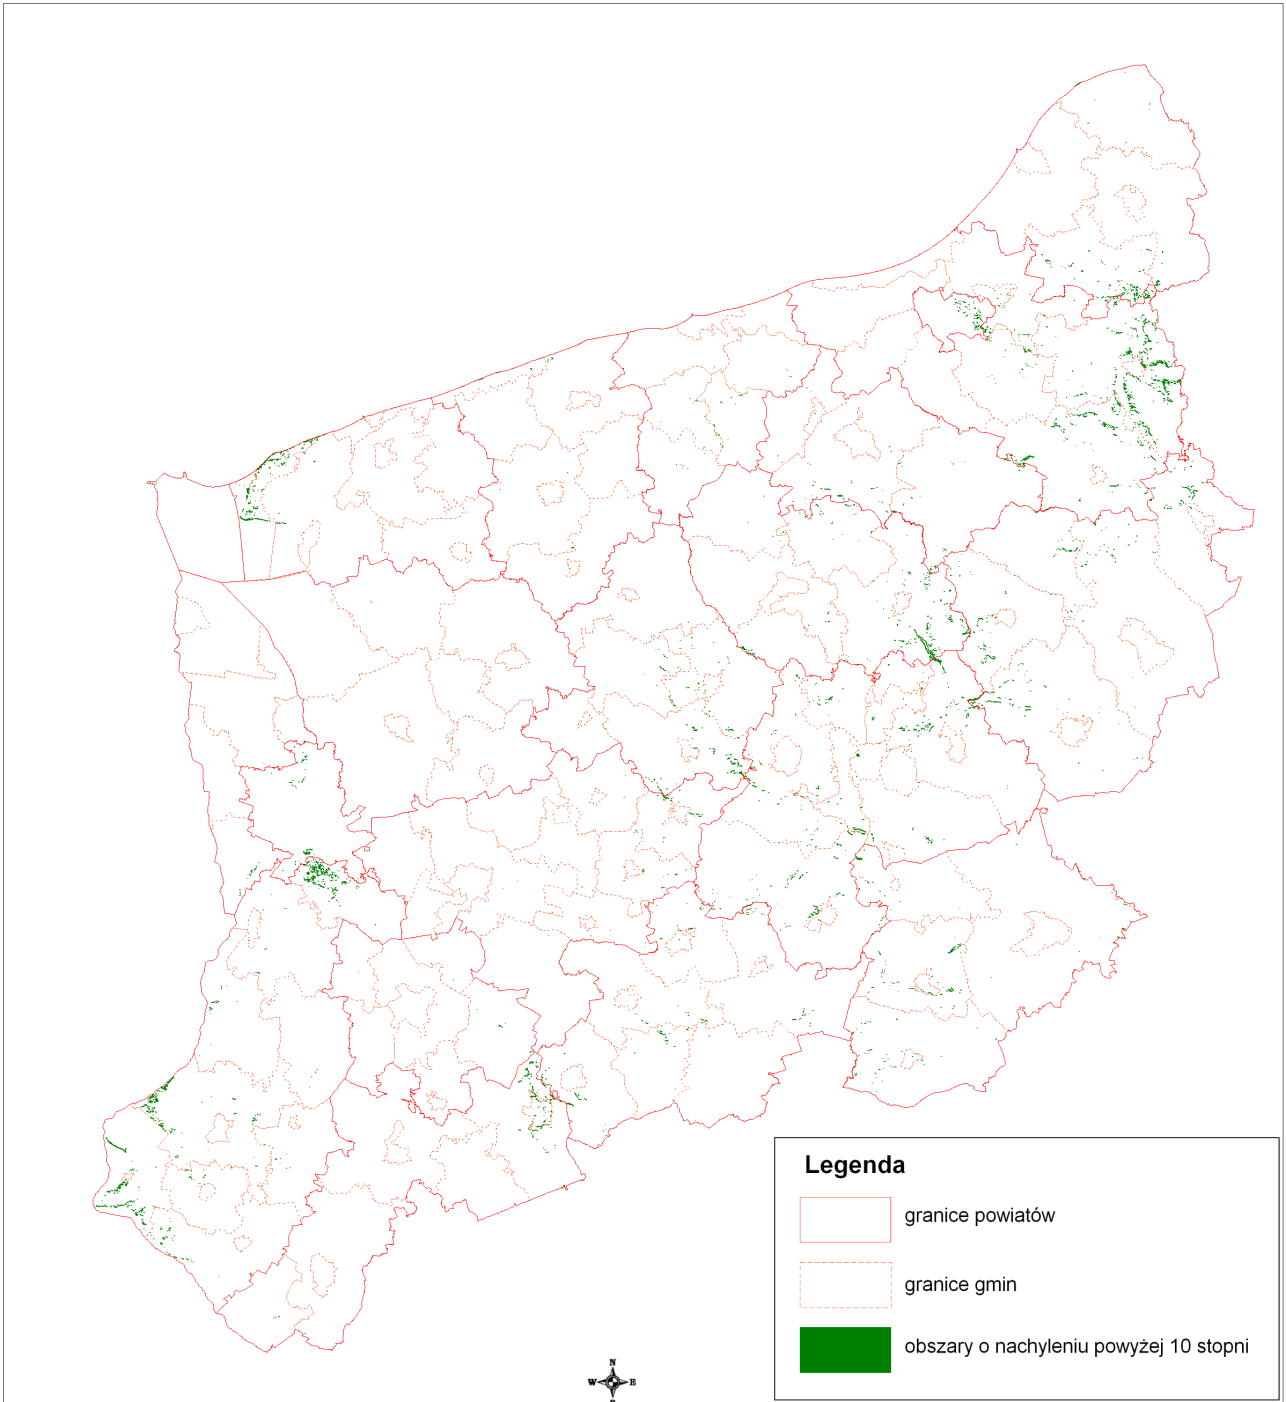 Legenda
granice powiatów
granice gmin
obszary o nachyleniu powyżej 10 stopni
N
W E